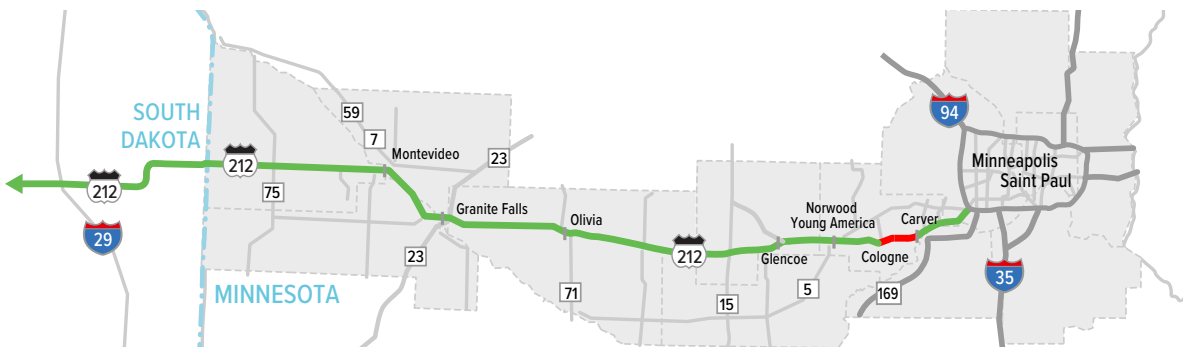 94
59
SOUTH
DAKOTA
7
Montevideo
23
Minneapolis
Saint Paul
212
212
75
Granite Falls
Olivia
Norwood
Young America
Carver
29
23
212
Glencoe
Cologne
35
MINNESOTA
71
15
5
169